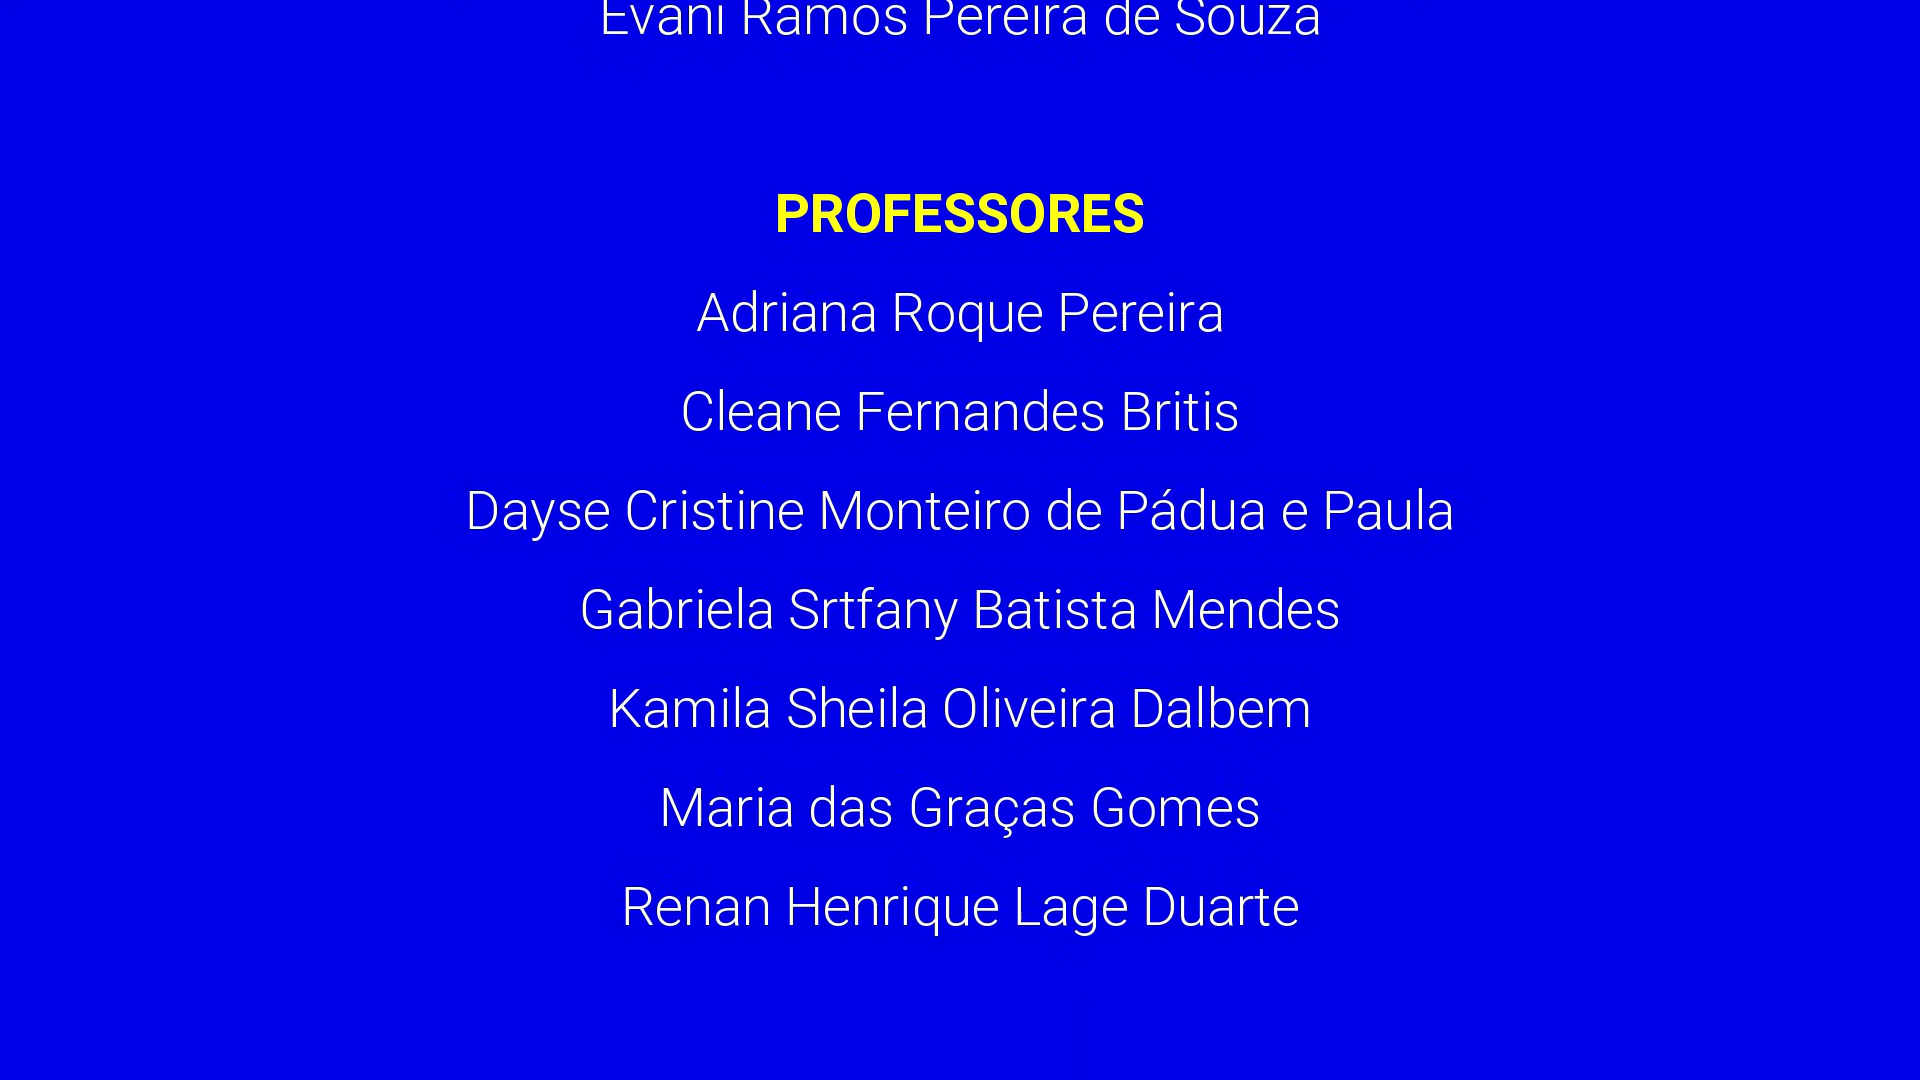 Evani Ramos Pereira de Souza
PROFESSORES
Adriana Roque Pereira
Cleane Fernandes Britis
Dayse Cristine Monteiro de Pádua e Paula
Gabriela Srtfany Batista Mendes
Kamila Sheila Oliveira Dalbem
Maria das Graças Gomes
Renan Henrique Lage Duarte